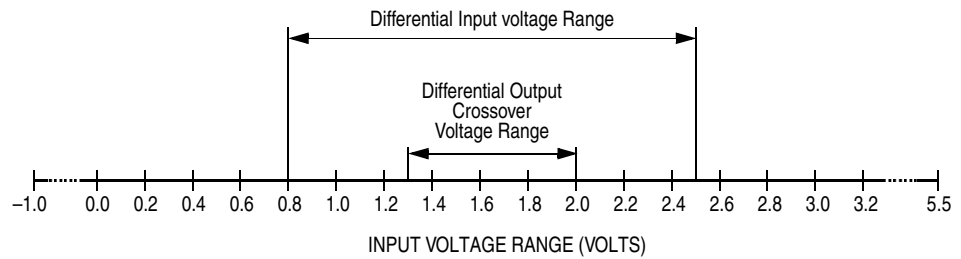 Differential Input voltage Range
Differential Output
Crossover
Voltage Range
–1.0 0.0 0.2 0.4 0.6 0.8 1.0 1.2 1.4 1.6 1.8 2.0 2.2 2.4 2.6 2.8 3.0 3.2 5.5
INPUT VOLTAGE RANGE (VOLTS)